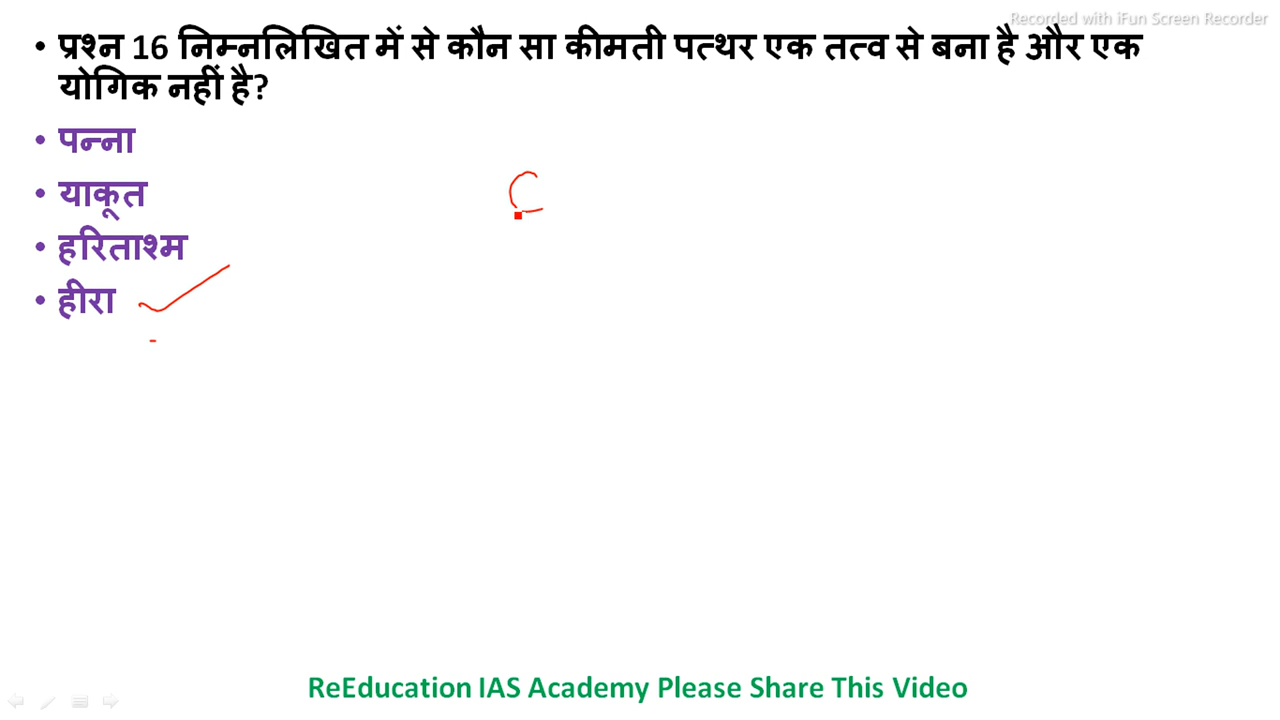 Recorded with iFun Screen Recorder
• प्रश्न 16 निम्नलिखित में से कौन सा कीमती पत्थर एक तत्व से बना है और एक
योगिक नहीं है?
• पन्ना
• याकूत
C
• हरिताश्म
• हीरा
ReEducation IAS Academy Please Share This Video